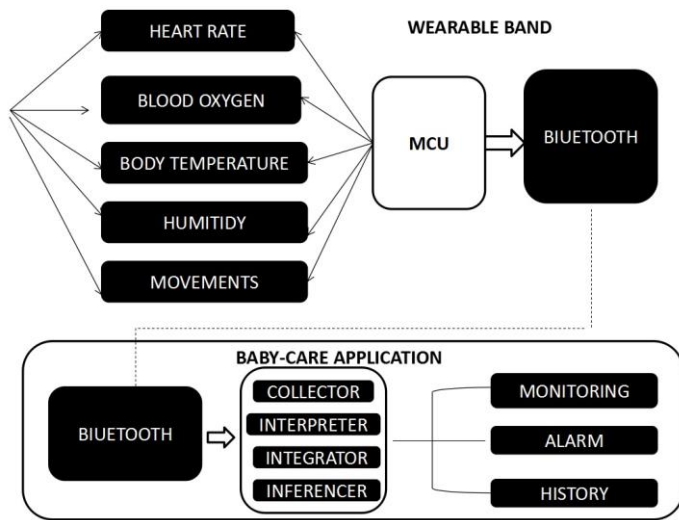 HEART RATE
WEARABLE BAND
BLOOD OXYGEN
MCU
BIUETOOTH
BODY TEMPERATURE
HUMITIDY
MOVEMENTS
BABY-CARE APPLICATION
BIUETOOTH
COLLECTOR
INTERPRETER
INTEGRATOR
INFERENCER
MONITORING
ALARM
HISTORY